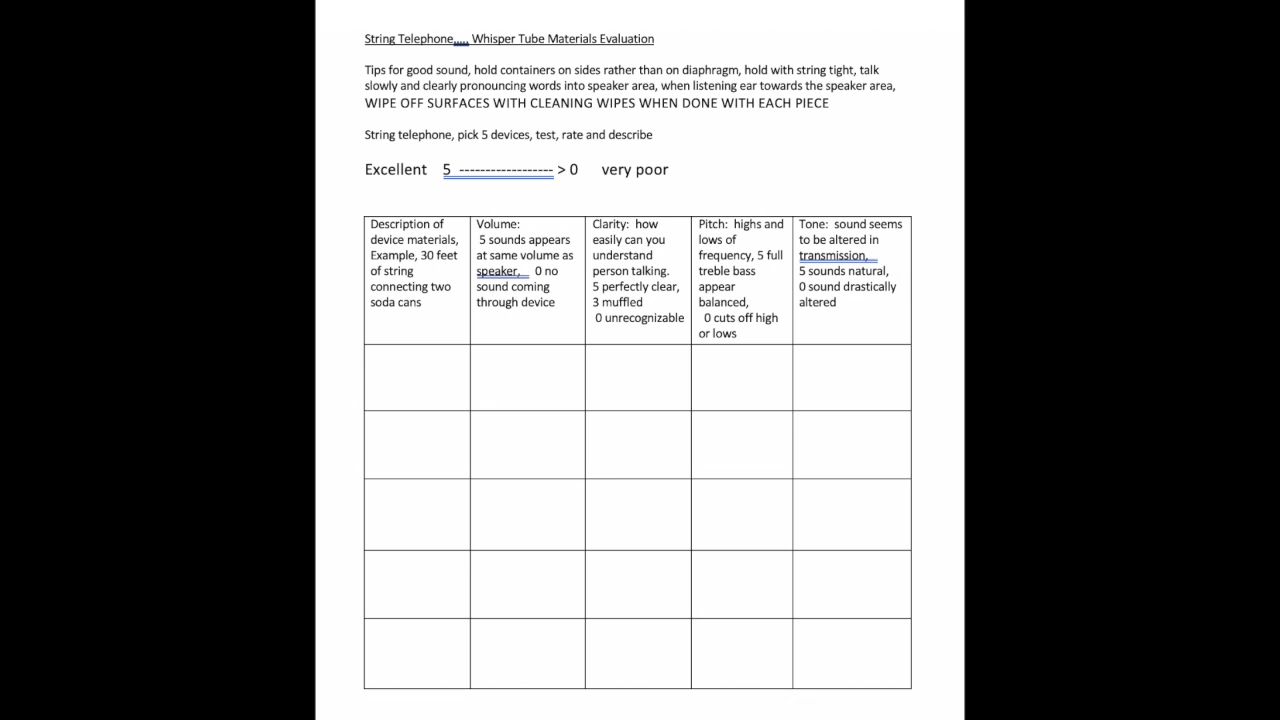 String Telephone,,,,, Whisper Tube Materials Evaluation
Tips for good sound, hold containers on sides rather than on diaphragm, hold with string tight, talk
slowly and clearly pronouncing words into speaker area, when listening ear towards the speaker area,
WIPE OFF SURFACES WITH CLEANING WIPES WHEN DONE WITH EACH PIECE
String telephone, pick 5 devices, test, rate and describe
Excellent 5 ------------------ > 0 very poor
Description of
device materials,
Example, 30 feet
of string
connecting two
soda cans
Volume:
5 sounds appears
at same volume as
speaker, 0 no
sound coming
through device
Clarity: how
easily can you
understand
person talking.
5 perfectly clear,
3 muffled
0 unrecognizable
Pitch: highs and
lows of
frequency, 5 full
treble bass
appear
balanced,
0 cuts off high
or lows
Tone: sound seems
to be altered in
transmission,
5 sounds natural,
0 sound drastically
altered